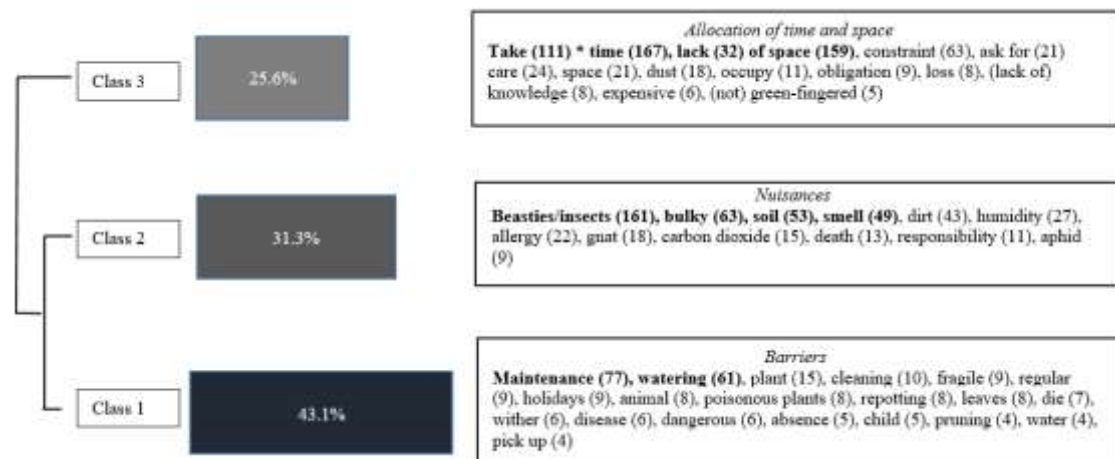 Class 3
25.6%
Allocation of time and space
Take (111) * time (167), lack (32) of space (159), constraint (63), ask for (21)
care (24), space (21), dust (18), occupy (11), obligation (9), loss (8), (lack of)
knowledge (8), expensive (6), (not) green-fingered (5)
Class 2
31.3%
Nuisances
Beasties/insects (161), bulky (63), soil (53), smell (49), dirt (43), humidity (27),
allergy (22), gnat (18), carbon dioxide (15), death (13), responsibility (11), aphid
(9)
Class 1
43.1%
Barriers
Maintenance (77), watering (61), plant (15), cleaning (10), fragile (9), regular
(9), holidays (9), animal (8), poisonous plants (8), repotting (8), leaves (8), die (7),
wither (6), disease (6), dangerous (6), absence (5), child (5), pruning (4), water (4),
pick up (4)